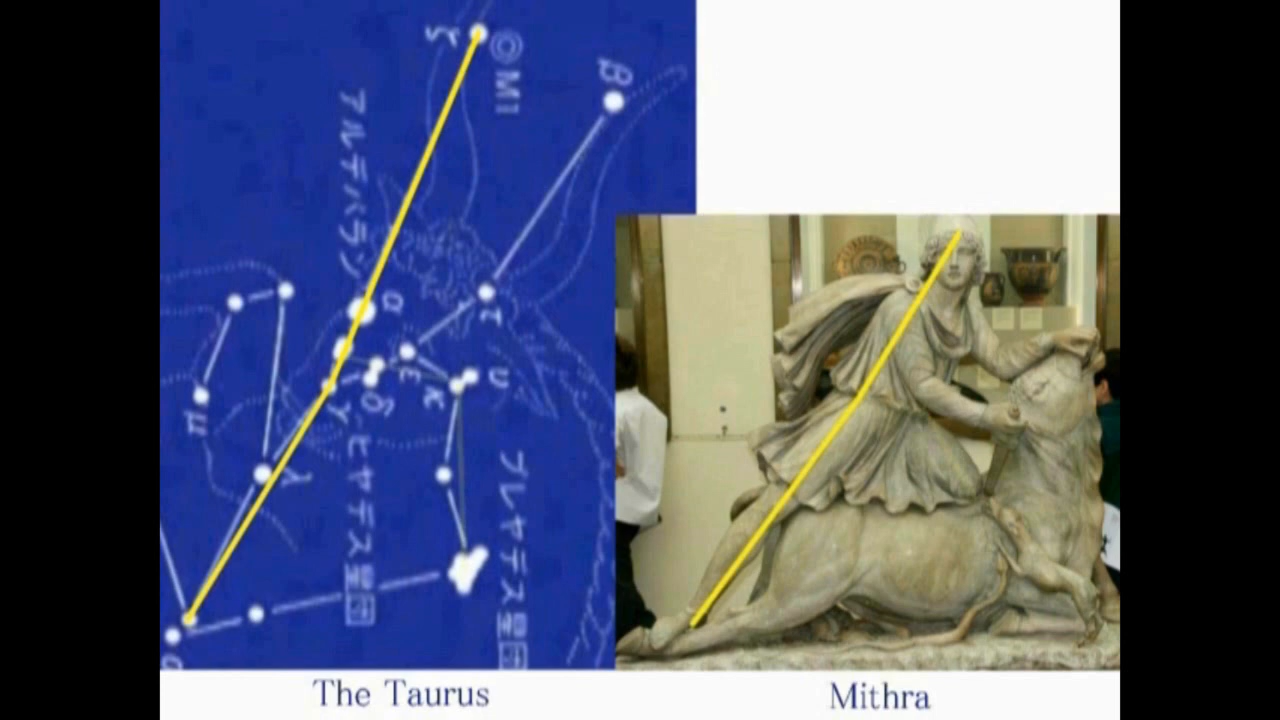 ζ
◎M1
β
アルデバラン
α
τ
ε
κ
υ
δ
γ
μ
λ
ヒヤデス星団
プレヤデス星団
ο
The Taurus
Mithra